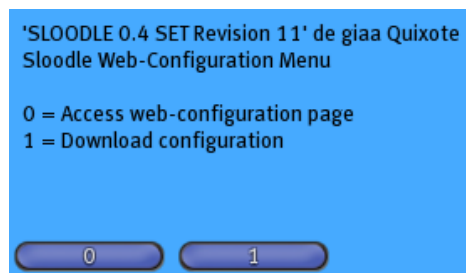 'SLOODLE 0.4 SET Revision 11' de giaa Quixote
Sloodle Web-Configuration Menu
0 = Access web-configuration page
1 = Download configuration
0 1